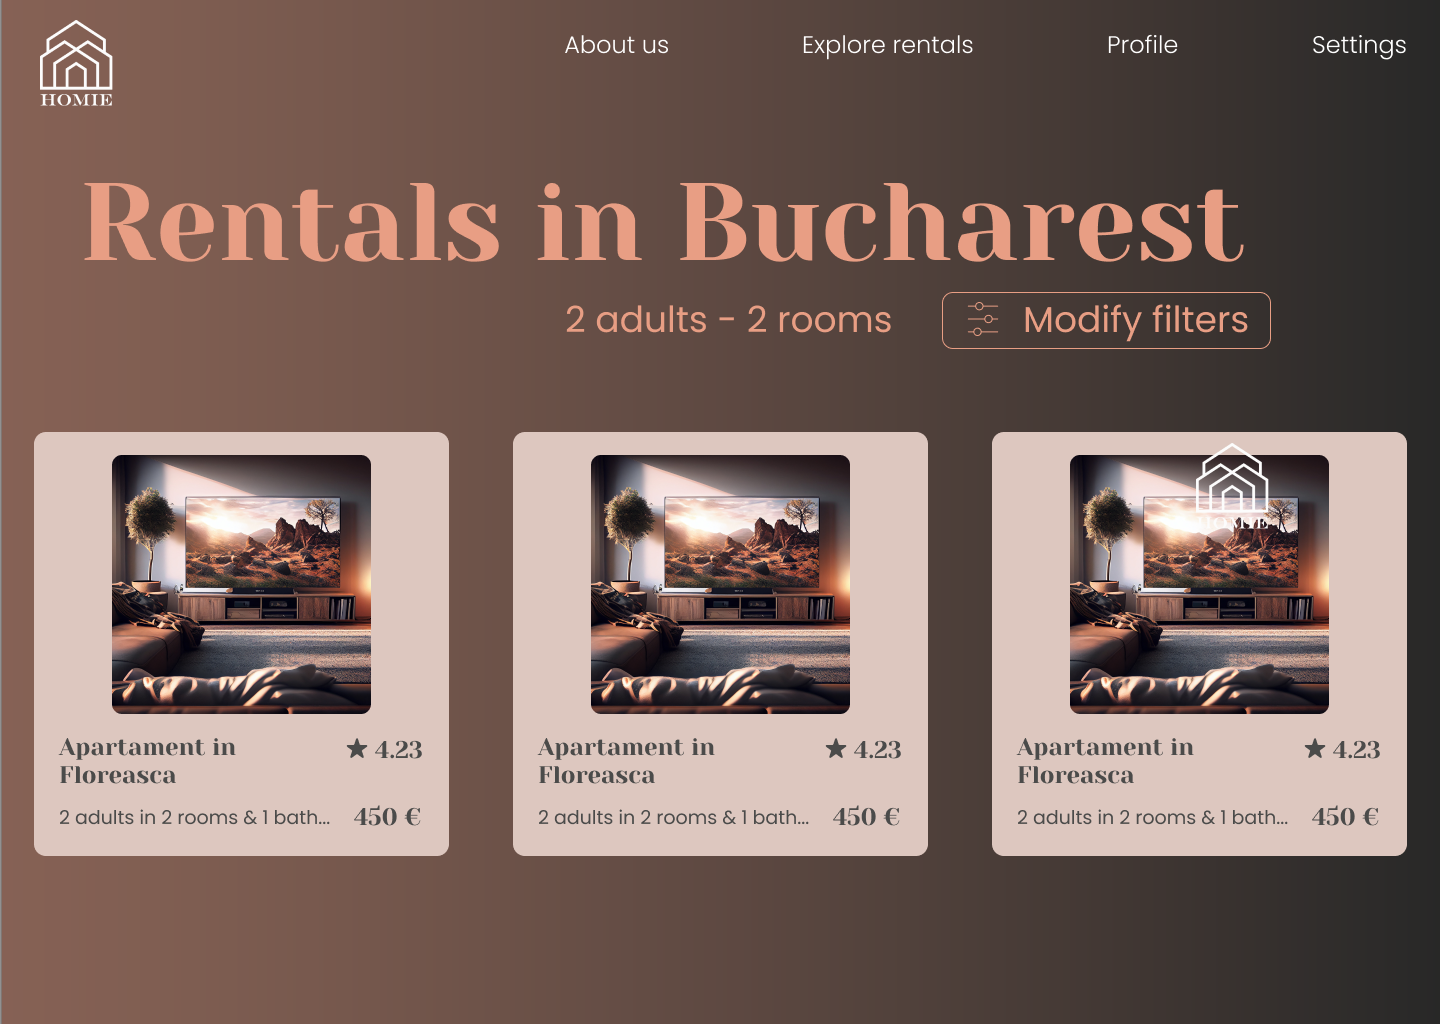 HOMIE
About us
Explore rentals
Profile
Settings
Rentals in Bucharest
2 adults - 2 rooms
Modify filters
Apartament in
Floreasca
4.23
2 adults in 2 rooms & 1 bath...
450 €
Apartament in
Floreasca
4.23
2 adults in 2 rooms & 1 bath...
450 €
HOMIE
Apartament in
Floreasca
4.23
2 adults in 2 rooms & 1 bath...
450 €